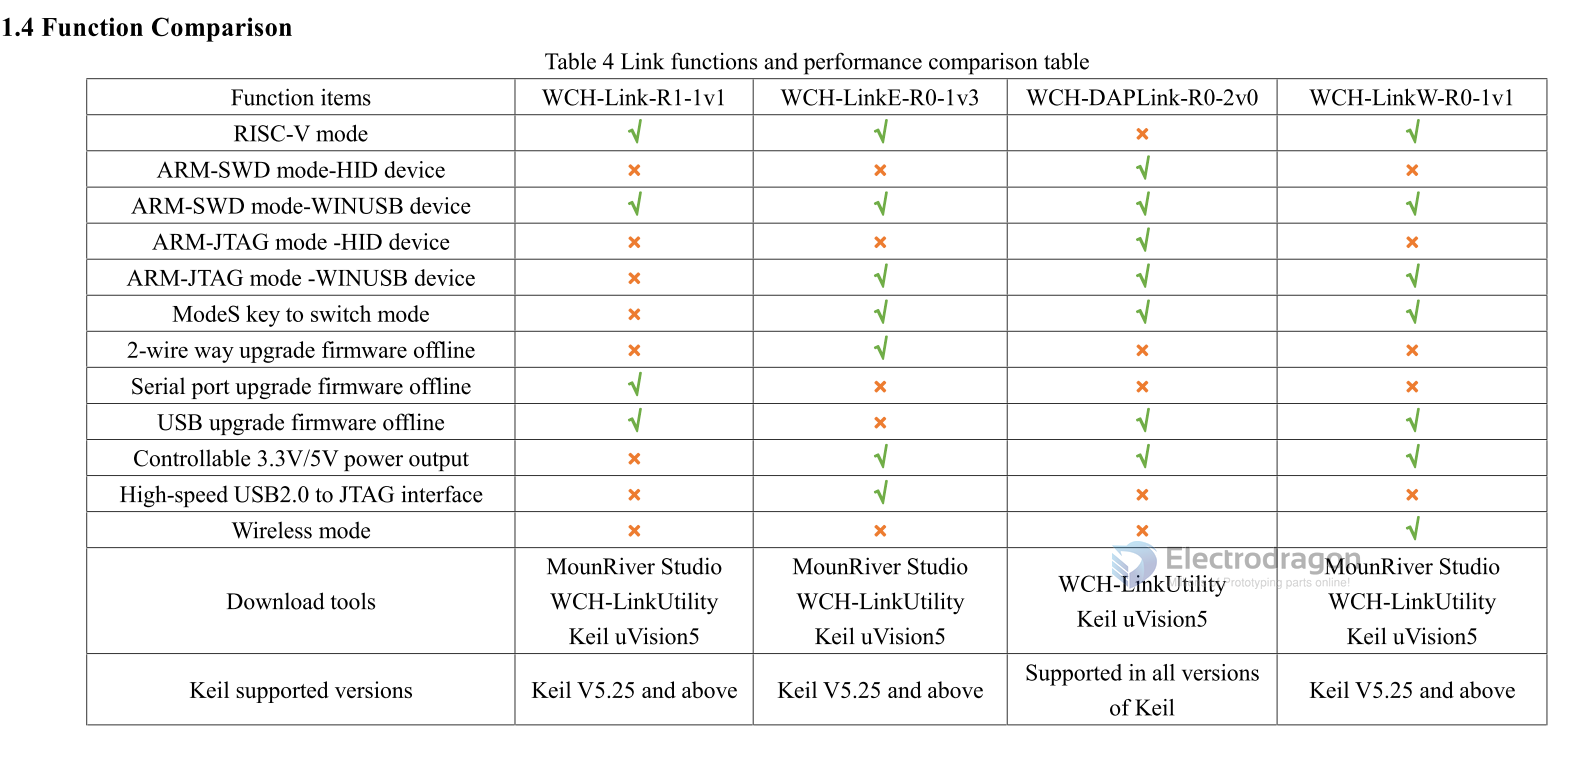 1.4 Function Comparison
Table 4 Link functions and performance comparison table
Function items WCH-Link-R1-1v1 WCH-LinkE-R0-1v3 WCH-DAPLink-R0-2v0 WCH-LinkW-R0-1v1
RISC-V mode √ √ × √
ARM-SWD mode-HID device × × √ ×
ARM-SWD mode-WINUSB device √ √ √ √
ARM-JTAG mode -HID device × × √ ×
ARM-JTAG mode -WINUSB device × √ √ √
ModeS key to switch mode × √ √ √
2-wire way upgrade firmware offline × √ × ×
Serial port upgrade firmware offline √ × × ×
USB upgrade firmware offline √ × √ √
Controllable 3.3V/5V power output × √ √ √
High-speed USB2.0 to JTAG interface × √ × ×
Wireless mode × × × √
Download tools
MounRiver Studio
WCH-LinkUtility
Keil uVision5
MounRiver Studio
WCH-LinkUtility
Keil uVision5
WCH-LinkUtility
Keil uVision5
MounRiver Studio
WCH-LinkUtility
Keil uVision5
Electrodragon
Prototyping parts online!
Keil supported versions
Keil V5.25 and above
Keil V5.25 and above
Supported in all versions
of Keil
Keil V5.25 and above